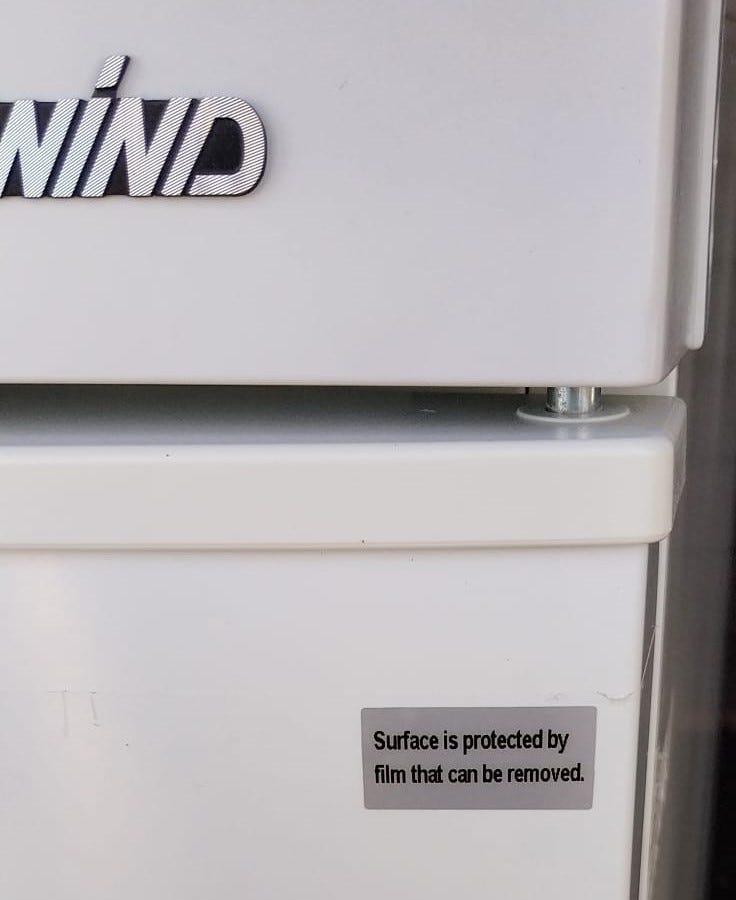 WIND
Surface is protected by
film that can be removed.